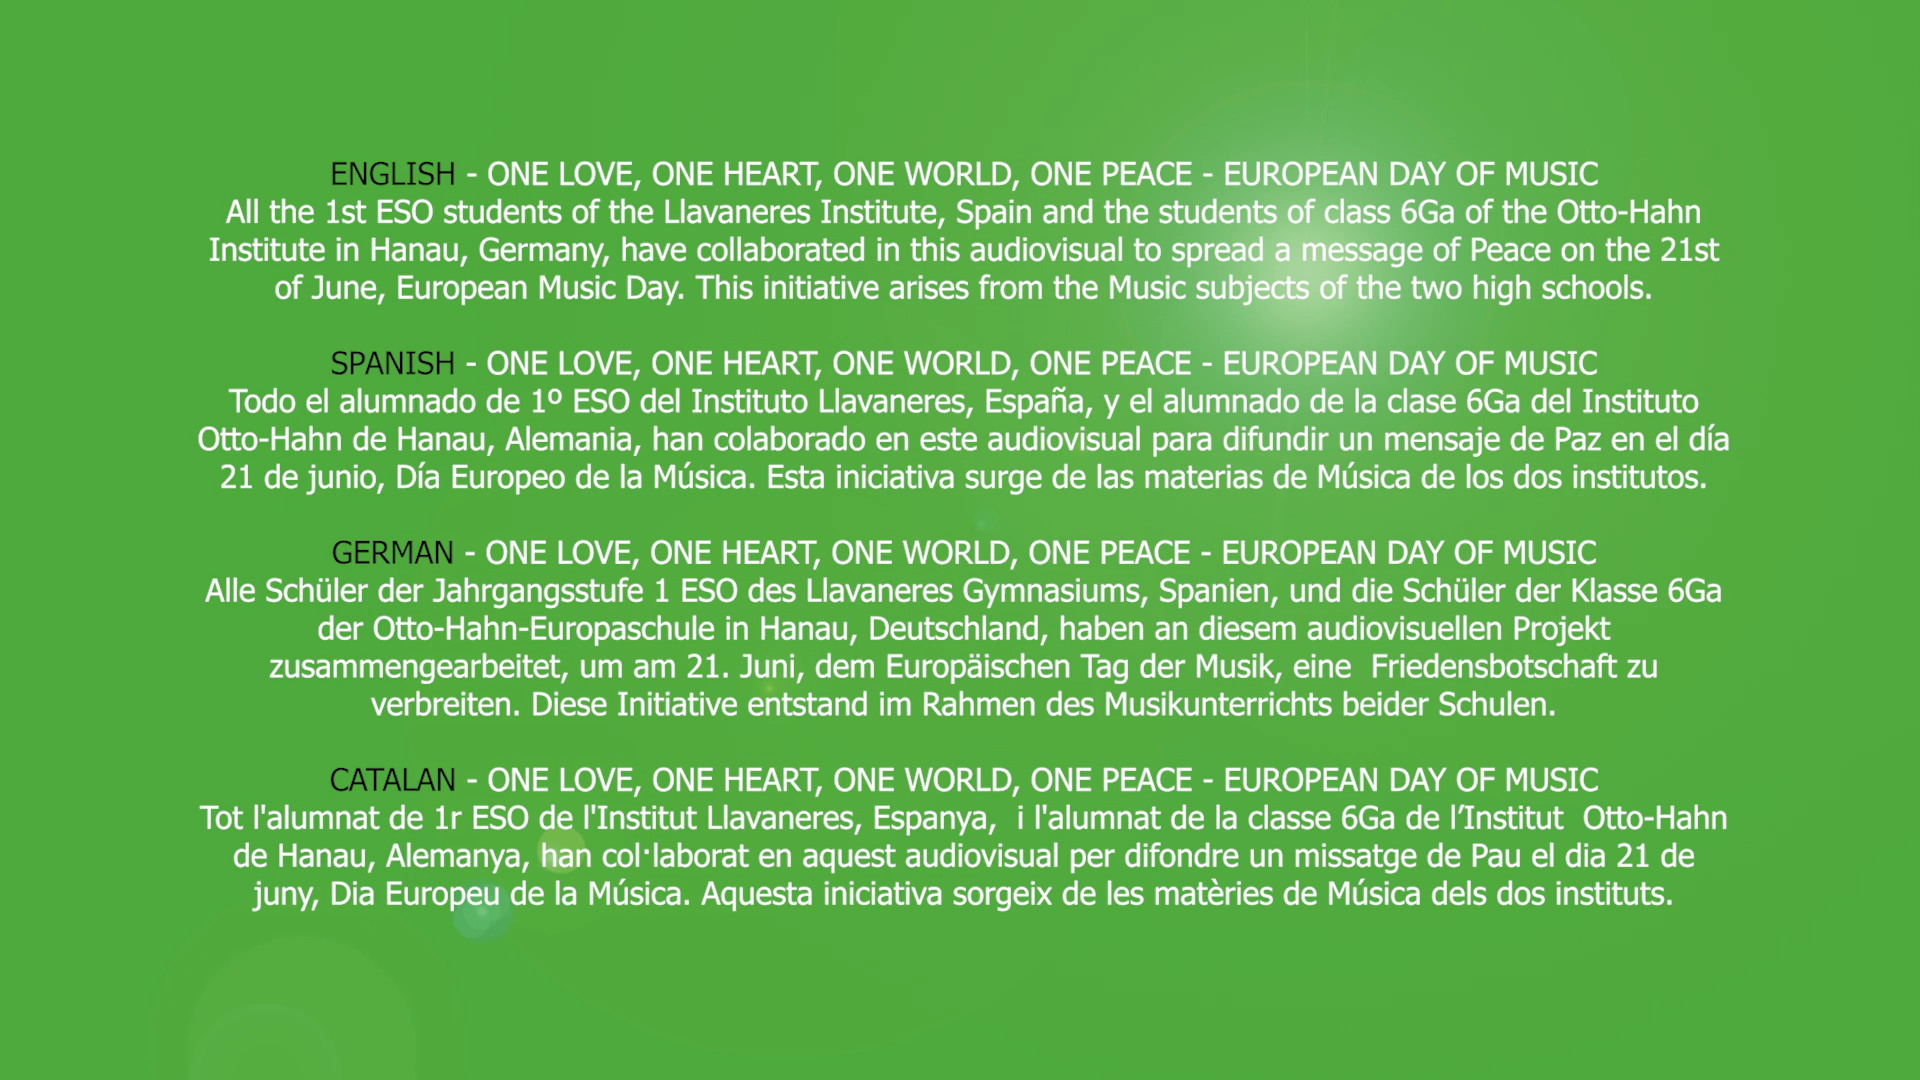 ENGLISH - ONE LOVE, ONE HEART, ONE WORLD, ONE PEACE - EUROPEAN DAY OF MUSIC
All the 1st ESO students of the Llavaneres Institute, Spain and the students of class 6Ga of the Otto-Hahn
Institute in Hanau, Germany, have collaborated in this audiovisual to spread a message of Peace on the 21st
of June, European Music Day. This initiative arises from the Music subjects of the two high schools.
SPANISH - ONE LOVE, ONE HEART, ONE WORLD, ONE PEACE - EUROPEAN DAY OF MUSIC
Todo el alumnado de 1º ESO del Instituto Llavaneres, España, y el alumnado de la clase 6Ga del Instituto
Otto-Hahn de Hanau, Alemania, han colaborado en este audiovisual para difundir un mensaje de Paz en el día
21 de junio, Día Europeo de la Música. Esta iniciativa surge de las materias de Música de los dos institutos.
GERMAN - ONE LOVE, ONE HEART, ONE WORLD, ONE PEACE - EUROPEAN DAY OF MUSIC
Alle Schüler der Jahrgangsstufe 1 ESO des Llavaneres Gymnasiums, Spanien, und die Schüler der Klasse 6Ga
der Otto-Hahn-Europaschule in Hanau, Deutschland, haben an diesem audiovisuellen Projekt
zusammengearbeitet, um am 21. Juni, dem Europäischen Tag der Musik, eine  Friedensbotschaft zu
verbreiten. Diese Initiative entstand im Rahmen des Musikunterrichts beider Schulen.
CATALAN - ONE LOVE, ONE HEART, ONE WORLD, ONE PEACE - EUROPEAN DAY OF MUSIC
Tot l'alumnat de 1r ESO de l'Institut Llavaneres, Espanya,  i l'alumnat de la classe 6Ga de l’Institut  Otto-Hahn
de Hanau, Alemanya, han col·laborat en aquest audiovisual per difondre un missatge de Pau el dia 21 de
juny, Dia Europeu de la Música. Aquesta iniciativa sorgeix de les matèries de Música dels dos instituts.